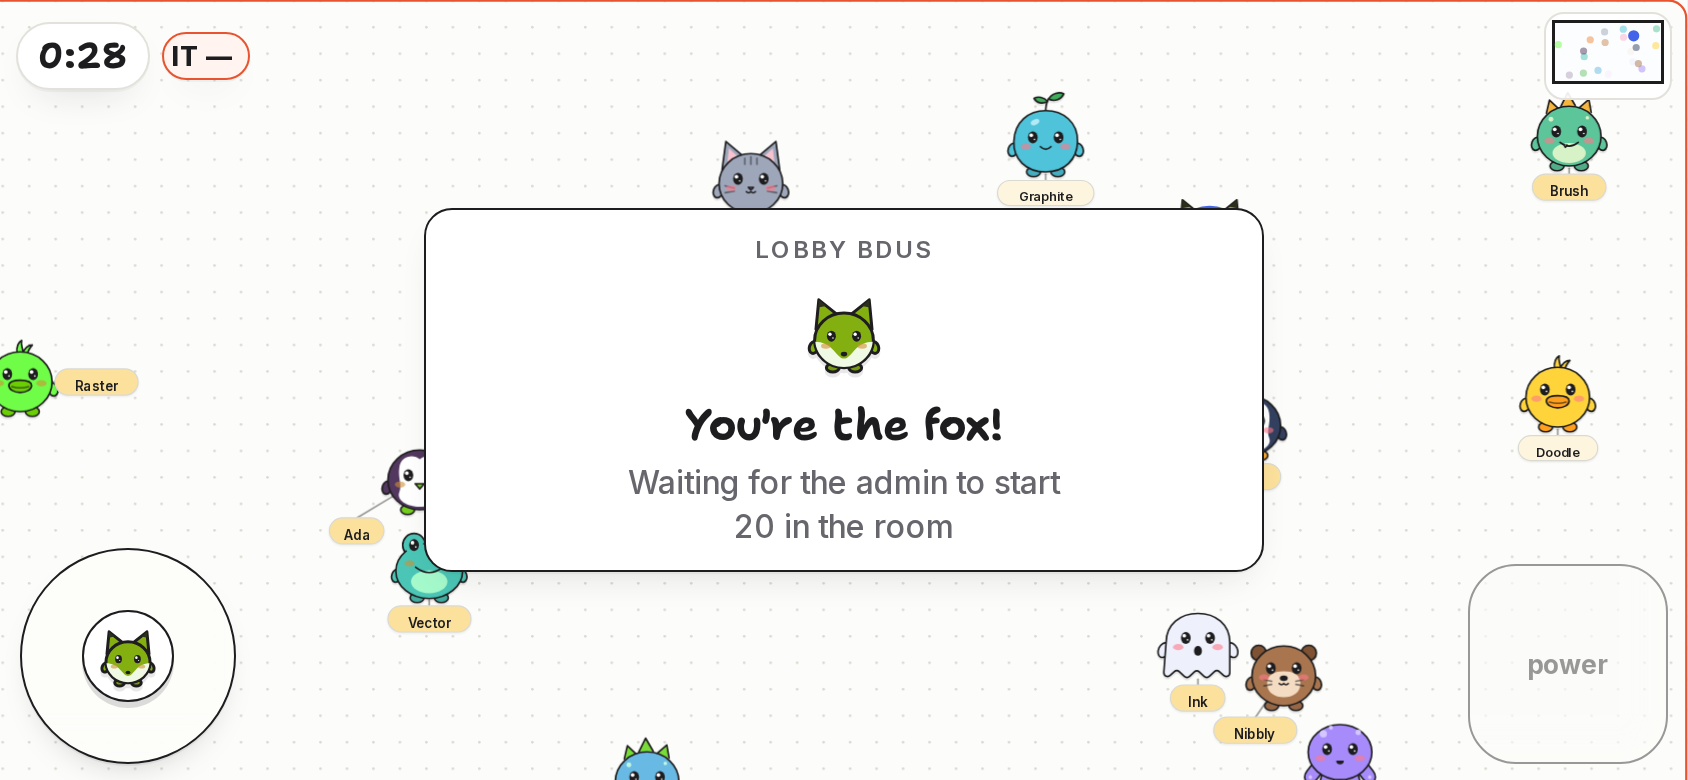 0:28
IT —
Graphite
Brush
LOBBY BDUS
You're the fox!
Waiting for the admin to start
20 in the room
Raster
Doodle
Ada
Vector
Ink
Nibbly
power